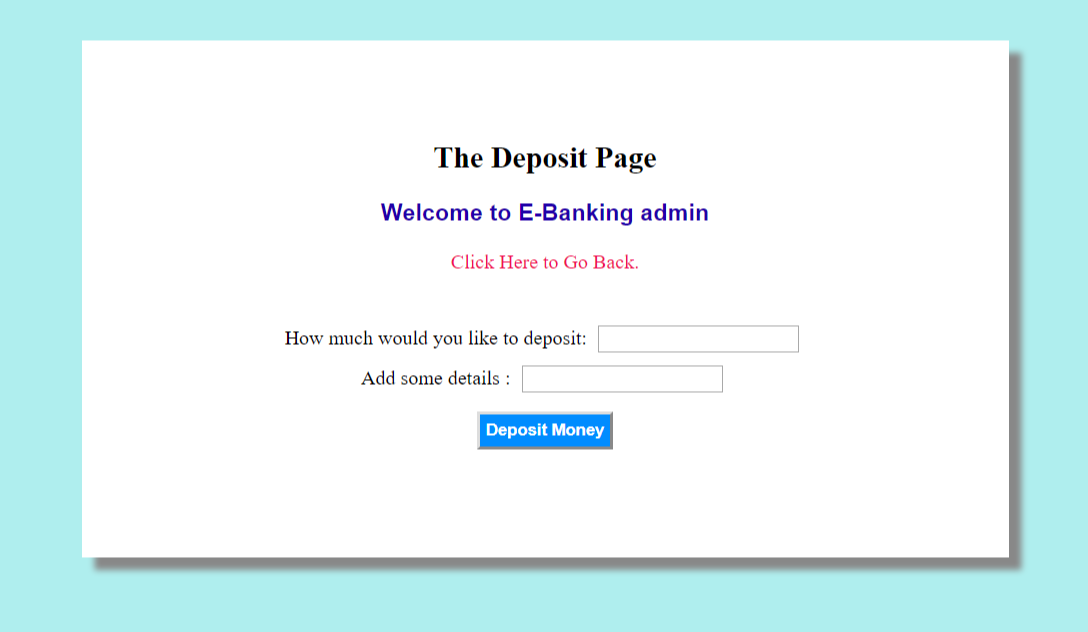 The Deposit Page
Welcome to E-Banking admin
Click Here to Go Back.
How much would you like to deposit:
Add some details :
Deposit Money